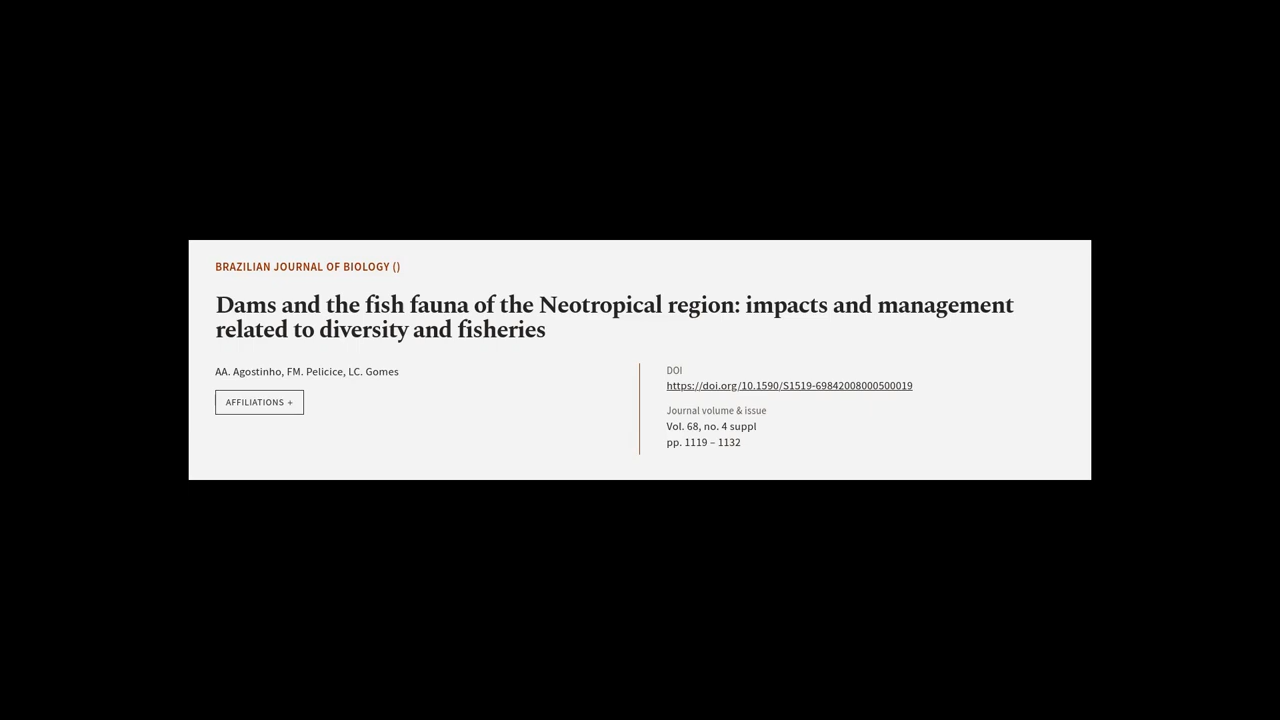 BRAZILIAN JOURNAL OF BIOLOGY ()
Dams and the fish fauna of the Neotropical region: impacts and management
related to diversity and fisheries
AA. Agostinho, FM. Pelicice, LC. Gomes
AFFILIATIONS +
DOI
https://doi.org/10.1590/S1519-69842008000500019
Journal volume & issue
Vol. 68, no. 4 suppl
pp. 1119 – 1132